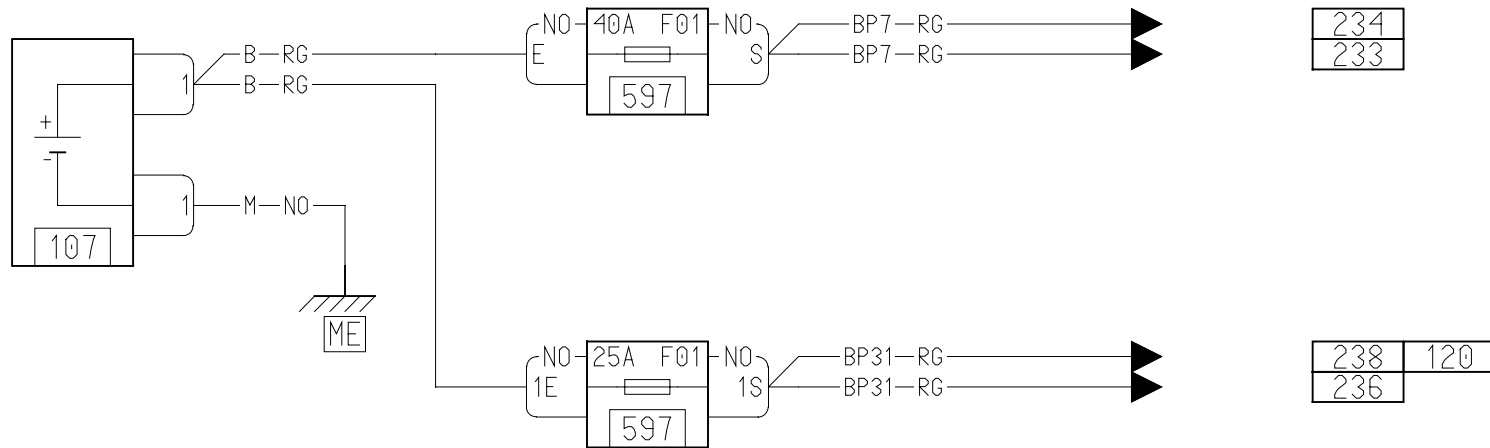 NO 40A F01 NO BP7 RG 234
1 B RG E S BP7 RG 233
B RG 597
+
-
1 M NO
107
ME
NO 25A F01 NO BP31 RG 238 120
1E 1S BP31 RG 236
597